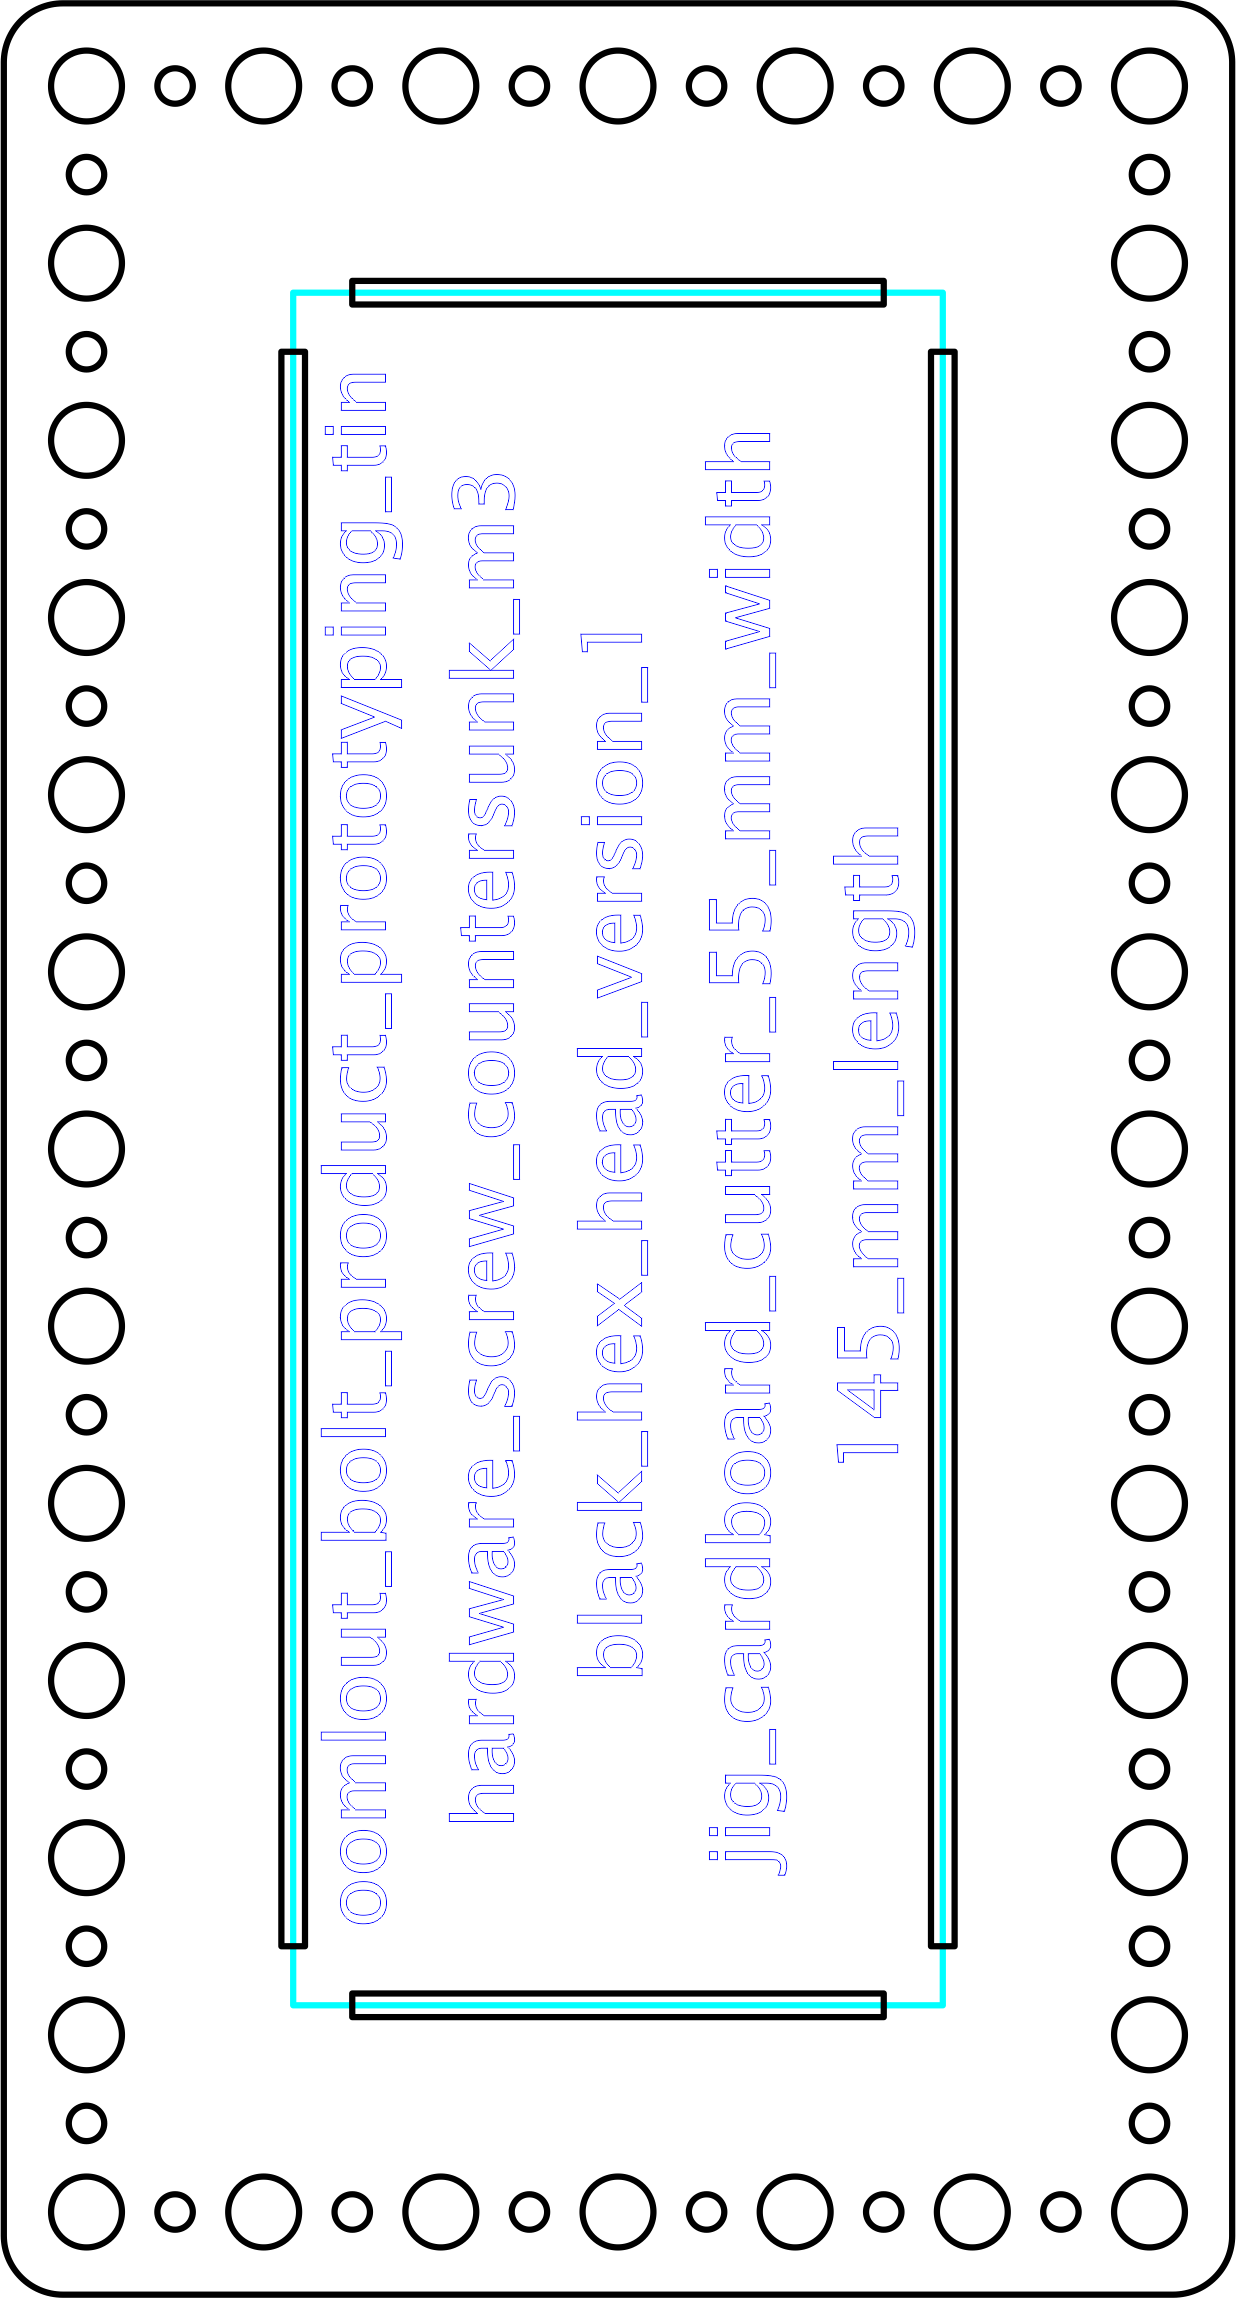 oomlout_bolt_product_prototyping_tin
hardware_screw_countersunk_m3
black_hex_head_version_1
jig_cardboard_cutter_55_mm_width
145_mm_length